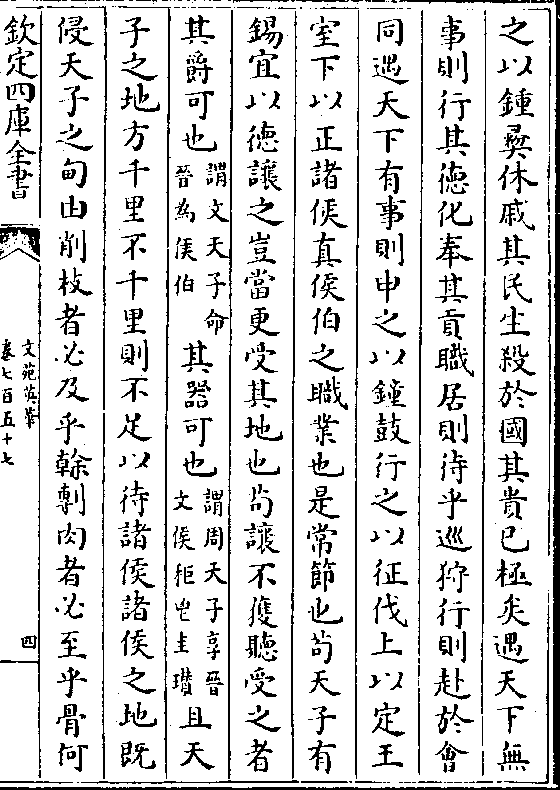 之以鍾彛休戚其民生殺於國其貴已極矣遇天下無
事則行其徳化奉其貢職居則待乎巡狩行則赴於會
同遇天下有事則申之以鐘鼓行之以征伐上以定王
室下以正諸侯真侯伯之職業也是常節也茍天子有
錫宜以徳讓之豈當更受其地也茍讓不獲聽受之者
其爵可也謂文天子命晉為侯伯其器可也謂周天子享晉文侯秬鬯圭瓚且天
子之地方千里不千里則不足以待諸侯諸侯之地既
侵天子之甸由削枝者必及乎榦剸肉者必至乎骨何
欽定四庫全書
文苑英華
卷七百五十七
四